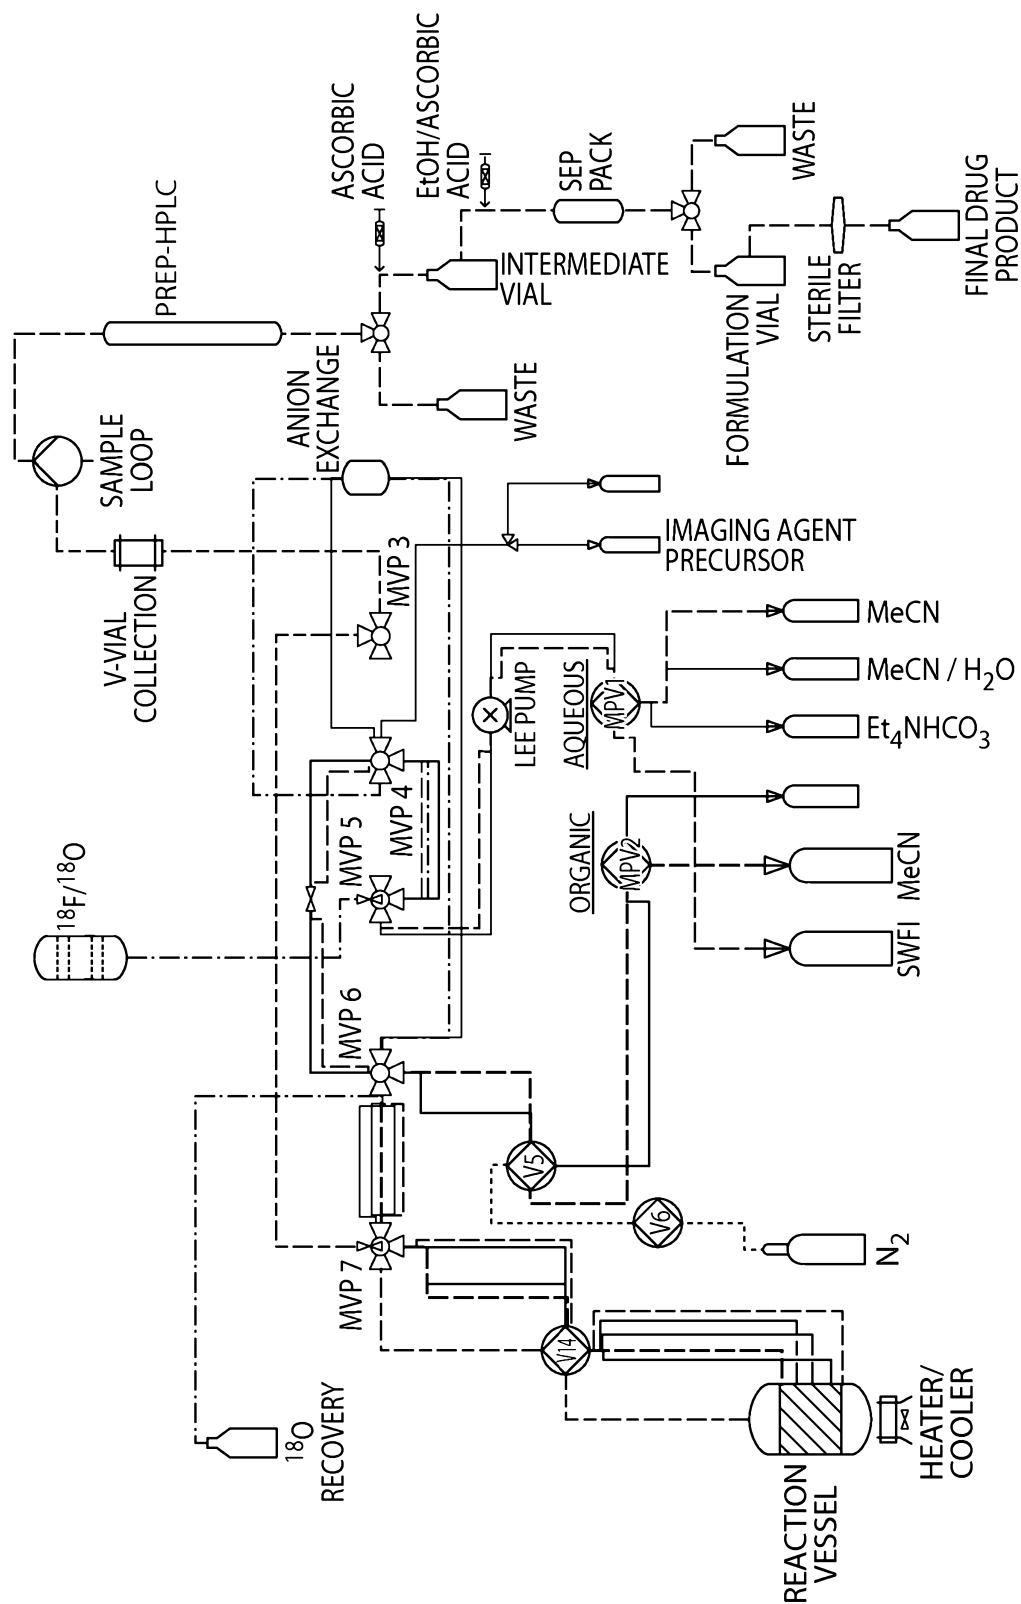 PREP-HPLC
ASCORBIC
ACID
EtOH/ASCORBIC
ACID
SEP
PACK
WASTE
FINAL DRUG
PRODUCT
STERILE
FILTER
FORMULATION
VIAL
INTERMEDIATE
VIAL
WASTE
ANION
EXCHANGE
SAMPLE
LOOP
V-VIAL
COLLECTION
MVP 3
IMAGING AGENT
PRECURSOR
MeCN
MeCN / H₂O
Et₄NHCO₃
AQUEOUS
MPV1
LEE PUMP
MVP 4
MVP 5
¹⁸F/¹⁸O
ORGANIC
MPV2
MeCN
SWFI
MVP 6
V5
V6
N₂
MVP 7
V14
¹⁸O
RECOVERY
HEATER/
COOLER
REACTION
VESSEL